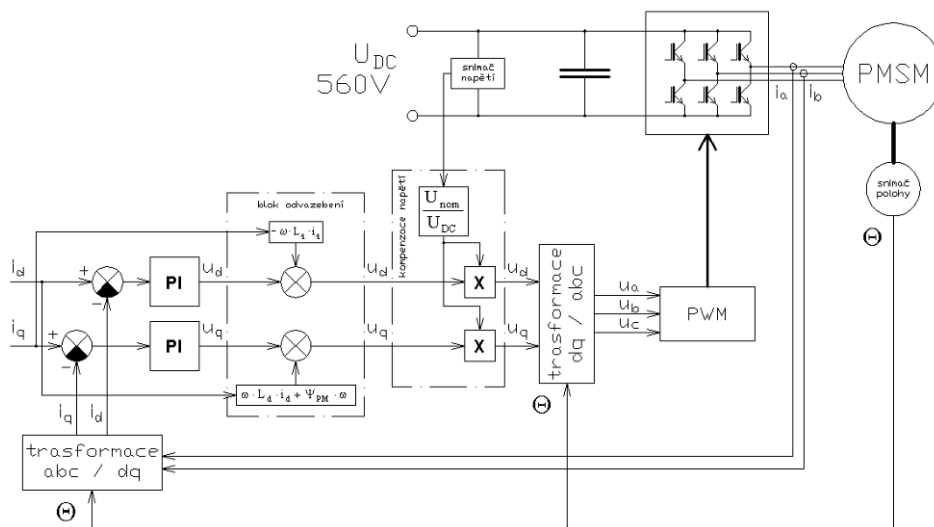 U_DC
560V
snímač
napětí
i_a
i_b
PMSM
snímač
polohy
Θ
blok odvazebení
kompenzace napětí
U_nom
U_DC
- ω · L_q · i_q
i_d
+
−
PI
u_d
u_d
X
u_d
i_q
+
−
PI
u_q
u_q
X
u_q
ω · L_d · i_d + Ψ_PM · ω
trasformace
dq / abc
Θ
u_a
u_b
u_c
PWM
i_q
i_d
trasformace
abc / dq
Θ